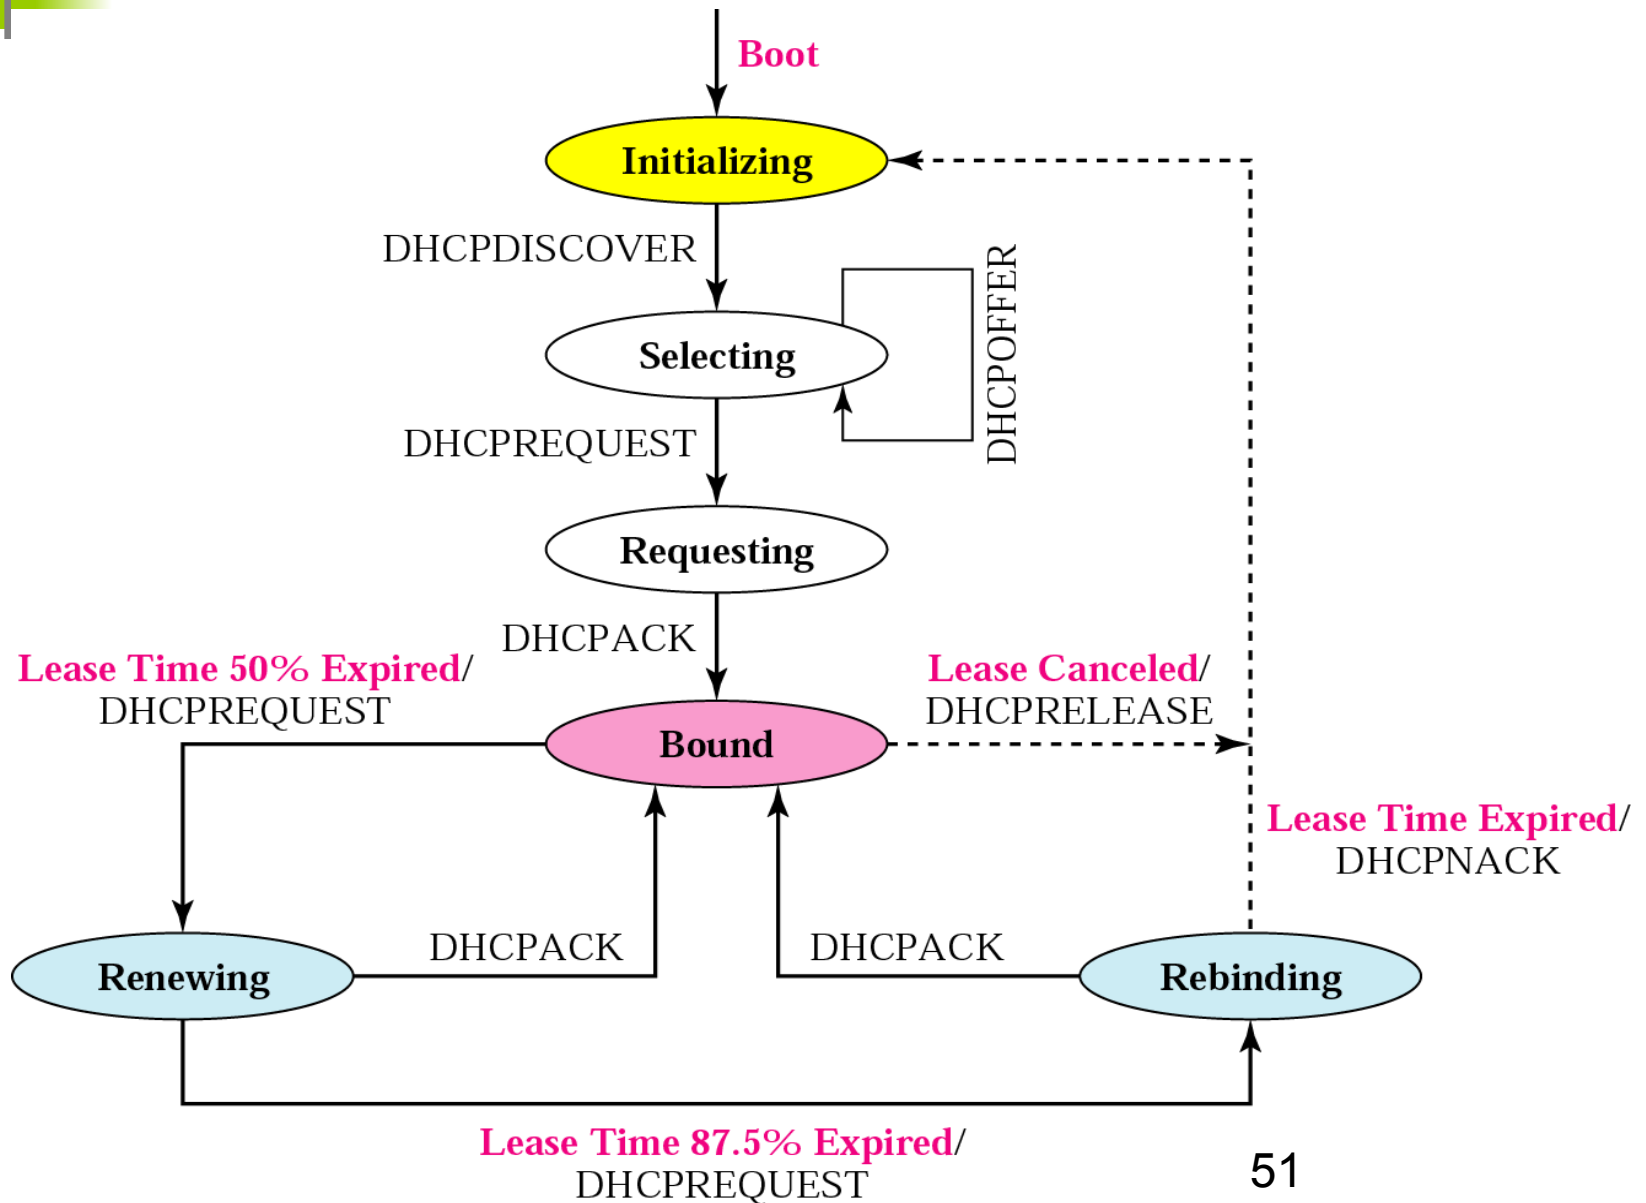 Boot
Initializing
DHCPDISCOVER
DHCPOFFER
Selecting
DHCPREQUEST
Requesting
DHCPACK
Lease Time 50% Expired/
DHCPREQUEST
Lease Canceled/
DHCPRELEASE
Bound
Lease Time Expired/
DHCPNACK
DHCPACK
DHCPACK
Renewing
Rebinding
Lease Time 87.5% Expired/
DHCPREQUEST
51